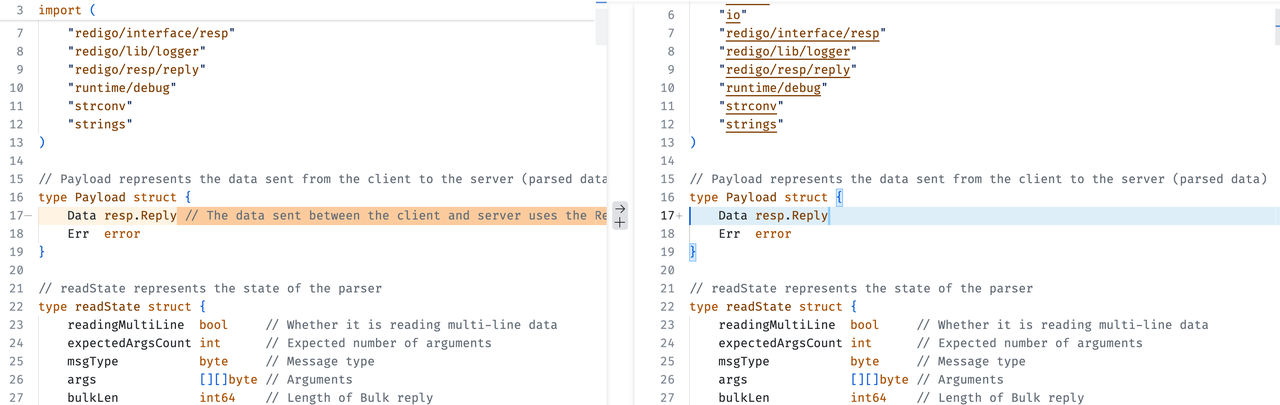 3 import (
7 "redigo/interface/resp"
8 "redigo/lib/logger"
9 "redigo/resp/reply"
10 "runtime/debug"
11 "strconv"
12 "strings"
13 )
14
15 // Payload represents the data sent from the client to the server (parsed data
16 type Payload struct {
17— Data resp.Reply // The data sent between the client and server uses the Re
18 Err error
19 }
20
21 // readState represents the state of the parser
22 type readState struct {
23 readingMultiLine bool // Whether it is reading multi-line data
24 expectedArgsCount int // Expected number of arguments
25 msgType byte // Message type
26 args [][]byte // Arguments
27 bulkLen int64 // Length of Bulk reply
→
+
6 "io"
7 "redigo/interface/resp"
8 "redigo/lib/logger"
9 "redigo/resp/reply"
10 "runtime/debug"
11 "strconv"
12 "strings"
13 )
14
15 // Payload represents the data sent from the client to the server (parsed data)
16 type Payload struct {
17+ Data resp.Reply
18 Err error
19 }
20
21 // readState represents the state of the parser
22 type readState struct {
23 readingMultiLine bool // Whether it is reading multi-line data
24 expectedArgsCount int // Expected number of arguments
25 msgType byte // Message type
26 args [][]byte // Arguments
27 bulkLen int64 // Length of Bulk reply